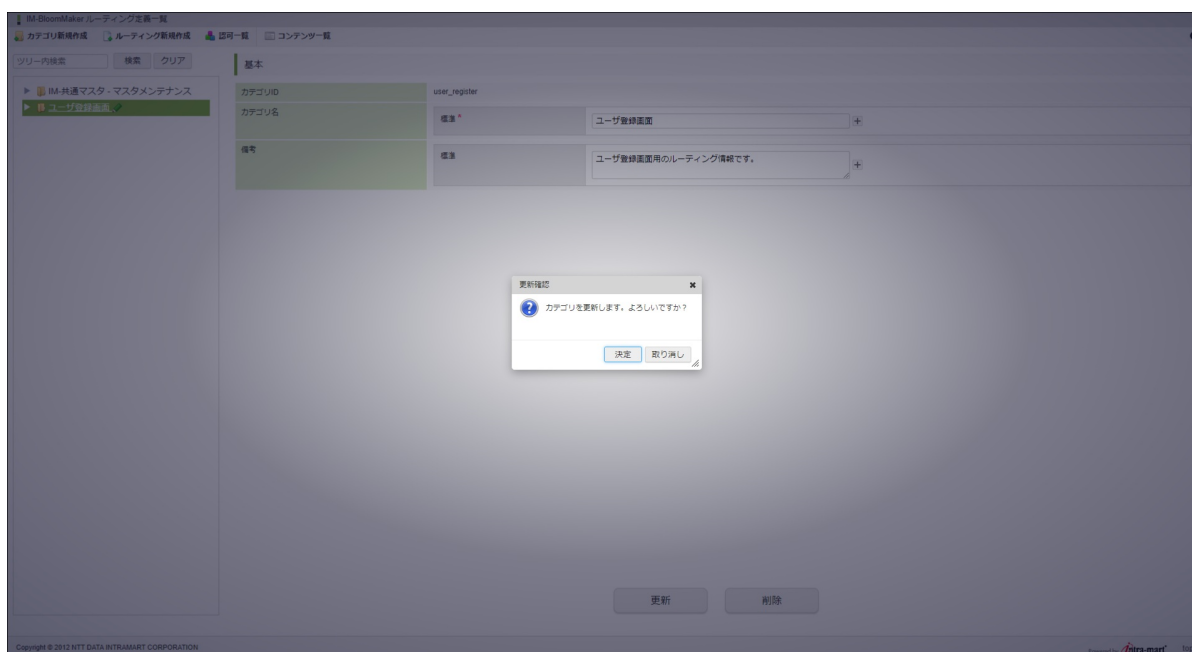 IM-BloomMaker ルーティング定義一覧
カテゴリ新規作成 ルーティング新規作成 認可一覧 コンテンツ一覧
ツリー内検索 検索 クリア
IM-共通マスタ - マスタメンテナンス
ユーザ登録画面
基本
カテゴリID user_register
カテゴリ名 標準 * ユーザ登録画面
備考 標準 ユーザ登録画面用のルーティング情報です。
更新確認
カテゴリを更新します。よろしいですか?
決定 取り消し
更新 削除
Copyright © 2012 NTT DATA INTRAMART CORPORATION
Powered by intra-mart